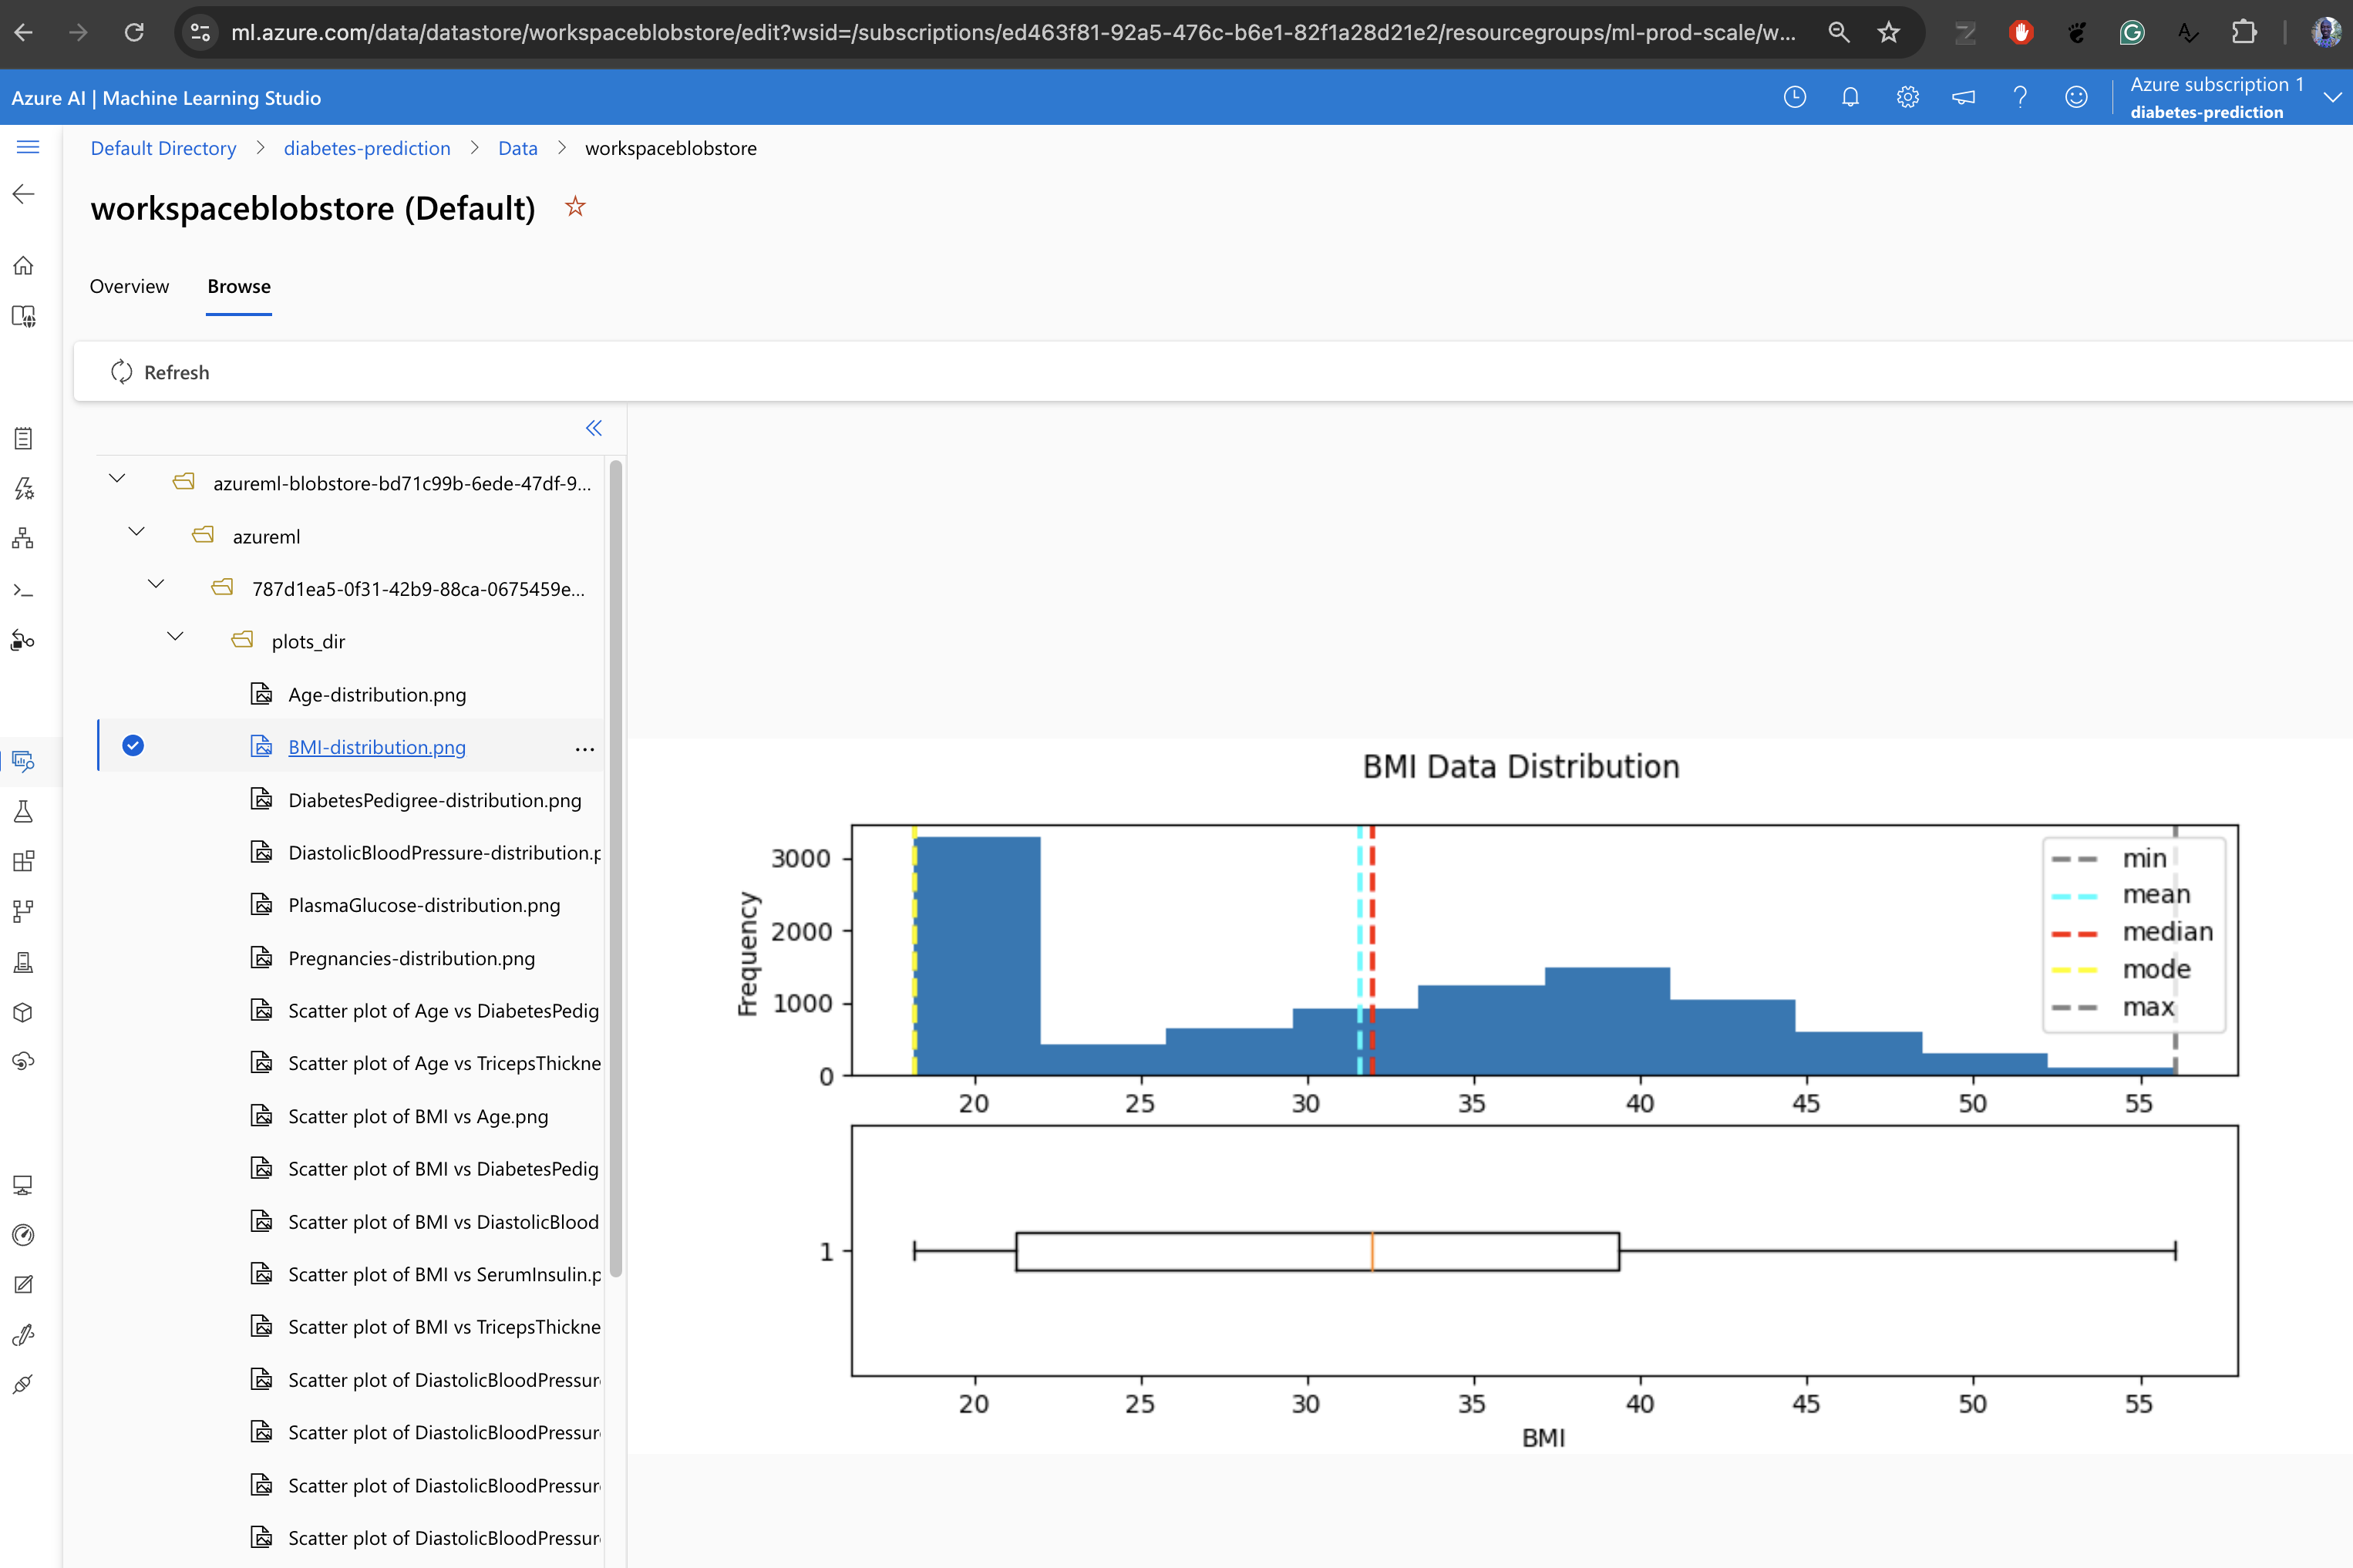 ml.azure.com/data/datastore/workspaceblobstore/edit?wsid=/subscriptions/ed463f81-92a5-476c-b6e1-82f1a28d21e2/resourcegroups/ml-prod-scale/w...
Azure AI | Machine Learning Studio
Azure subscription 1
diabetes-prediction
Default Directory > diabetes-prediction > Data > workspaceblobstore
workspaceblobstore (Default)
Overview
Browse
Refresh
azureml-blobstore-bd71c99b-6ede-47df-9...
azureml
787d1ea5-0f31-42b9-88ca-0675459e...
plots_dir
Age-distribution.png
BMI-distribution.png
...
DiabetesPedigree-distribution.png
DiastolicBloodPressure-distribution.p
PlasmaGlucose-distribution.png
Pregnancies-distribution.png
Scatter plot of Age vs DiabetesPedig
Scatter plot of Age vs TricepsThickne
Scatter plot of BMI vs Age.png
Scatter plot of BMI vs DiabetesPedig
Scatter plot of BMI vs DiastolicBlood
Scatter plot of BMI vs SerumInsulin.p
Scatter plot of BMI vs TricepsThickne
Scatter plot of DiastolicBloodPressur
Scatter plot of DiastolicBloodPressur
Scatter plot of DiastolicBloodPressur
Scatter plot of DiastolicBloodPressur
BMI Data Distribution
Frequency
3000
2000
1000
0
min
mean
median
mode
max
20 25 30 35 40 45 50 55
1
20 25 30 35 40 45 50 55
BMI